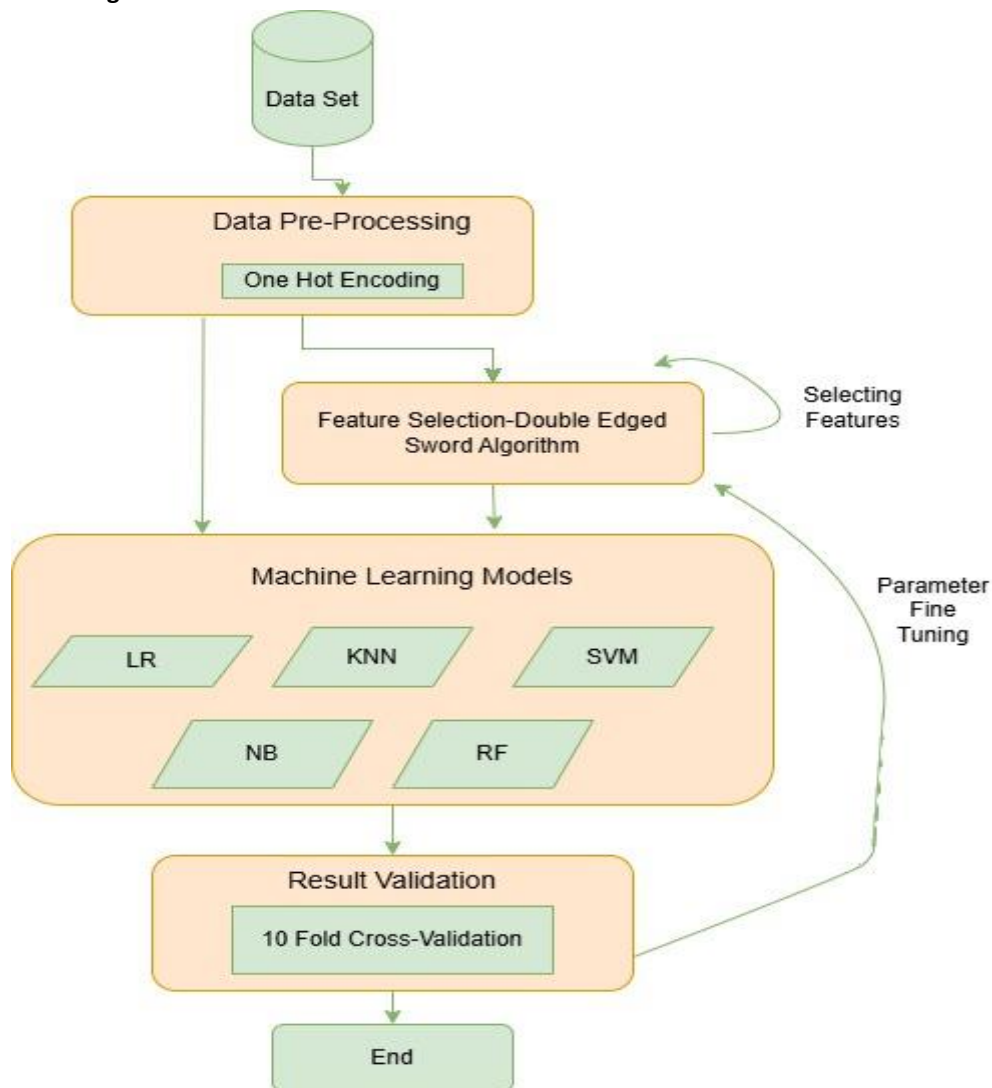 Data Set
Data Pre-Processing
One Hot Encoding
Feature Selection-Double Edged
Sword Algorithm
Selecting
Features
Machine Learning Models
LR
KNN
SVM
NB
RF
Parameter
Fine
Tuning
Result Validation
10 Fold Cross-Validation
End